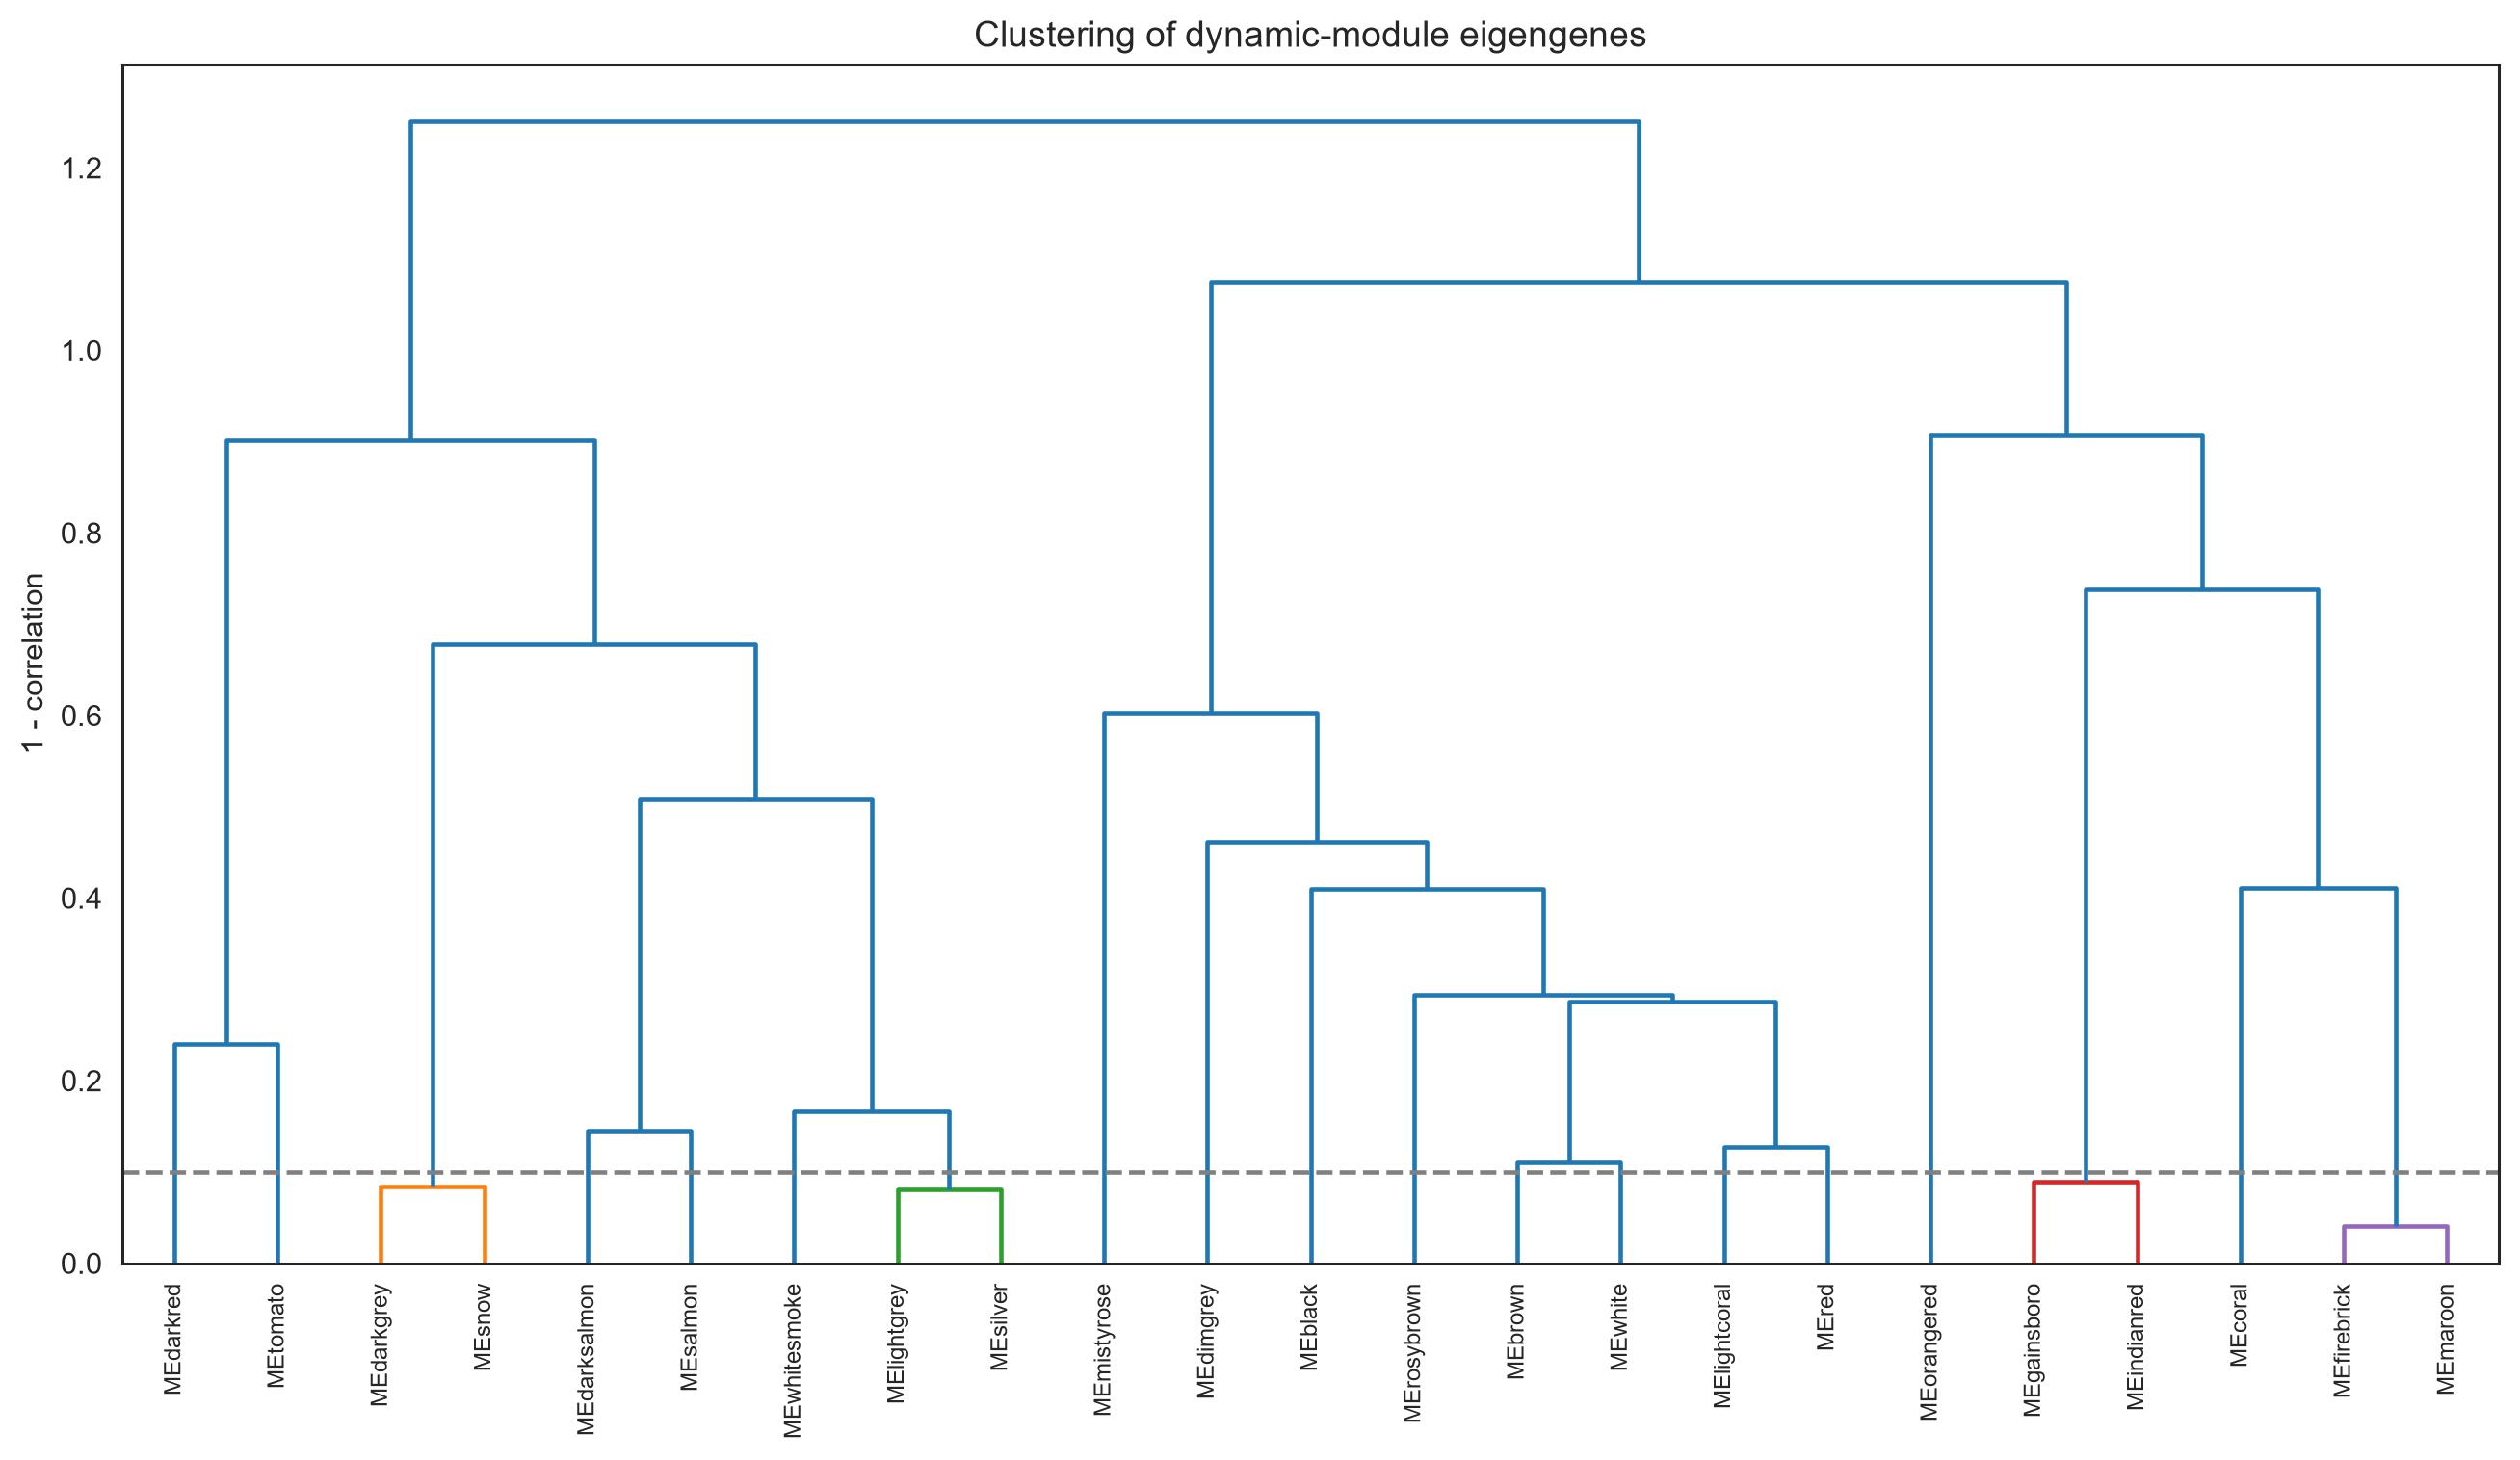 Clustering of dynamic-module eigengenes
1 - correlation
1.2
1.0
0.8
0.6
0.4
0.2
0.0
MEdarkred
MEtomato
MEdarkgrey
MEsnow
MEdarksalmon
MEsalmon
MEwhitesmoke
MElightgrey
MEsilver
MEmistyrose
MEdimgrey
MEblack
MErosybrown
MEbrown
MEwhite
MElightcoral
MEred
MEorangered
MEgainsboro
MEindianred
MEcoral
MEfirebrick
MEmaroon